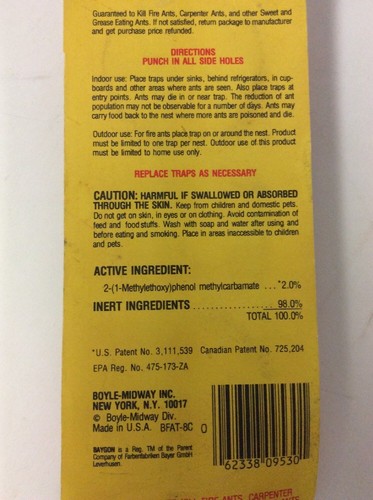 Guaranteed to Kill Fire Ants, Carpenter Ants, and other Sweet and
Grease Eating Ants. If not satisfied, return package to manufacturer
and get purchase price refunded.
DIRECTIONS
PUNCH IN ALL SIDE HOLES
Indoor use: Place traps under sinks, behind refrigerators, in cup-
boards and other areas where ants are seen. Also place traps at
entry points. Ants may die in or near trap. The reduction of ant
population may not be observable for a number of days. Ants may
carry food back to the nest where more ants are poisoned and die.
Outdoor use: For fire ants place trap on or around the nest. Product
must be limited to one trap per nest. Outdoor use of this product
must be limited to home use only.
REPLACE TRAPS AS NECESSARY
CAUTION: HARMFUL IF SWALLOWED OR ABSORBED
THROUGH THE SKIN. Keep from children and domestic pets.
Do not get on skin, in eyes or on clothing. Avoid contamination of
feed and food stuffs. Wash with soap and water after using and
before eating and smoking. Place in areas inaccessible to children
and pets.
ACTIVE INGREDIENT:
2-(1-Methylethoxy)phenol methylcarbamate ... *2.0%
INERT INGREDIENTS .................... 98.0%
TOTAL 100.0%
*U.S. Patent No. 3,111,539 Canadian Patent No. 725,204
EPA Reg. No. 475-173-ZA
BOYLE-MIDWAY INC.
NEW YORK, N.Y. 10017
© Boyle-Midway Div.
Made in U.S.A. BFAT-8C 0
BAYGON is a Reg. TM of the Parent
Company of Farbenfabriken Bayer GmbH
Leverkusen.
62338 09530
FIRE ANTS, CARPENTER